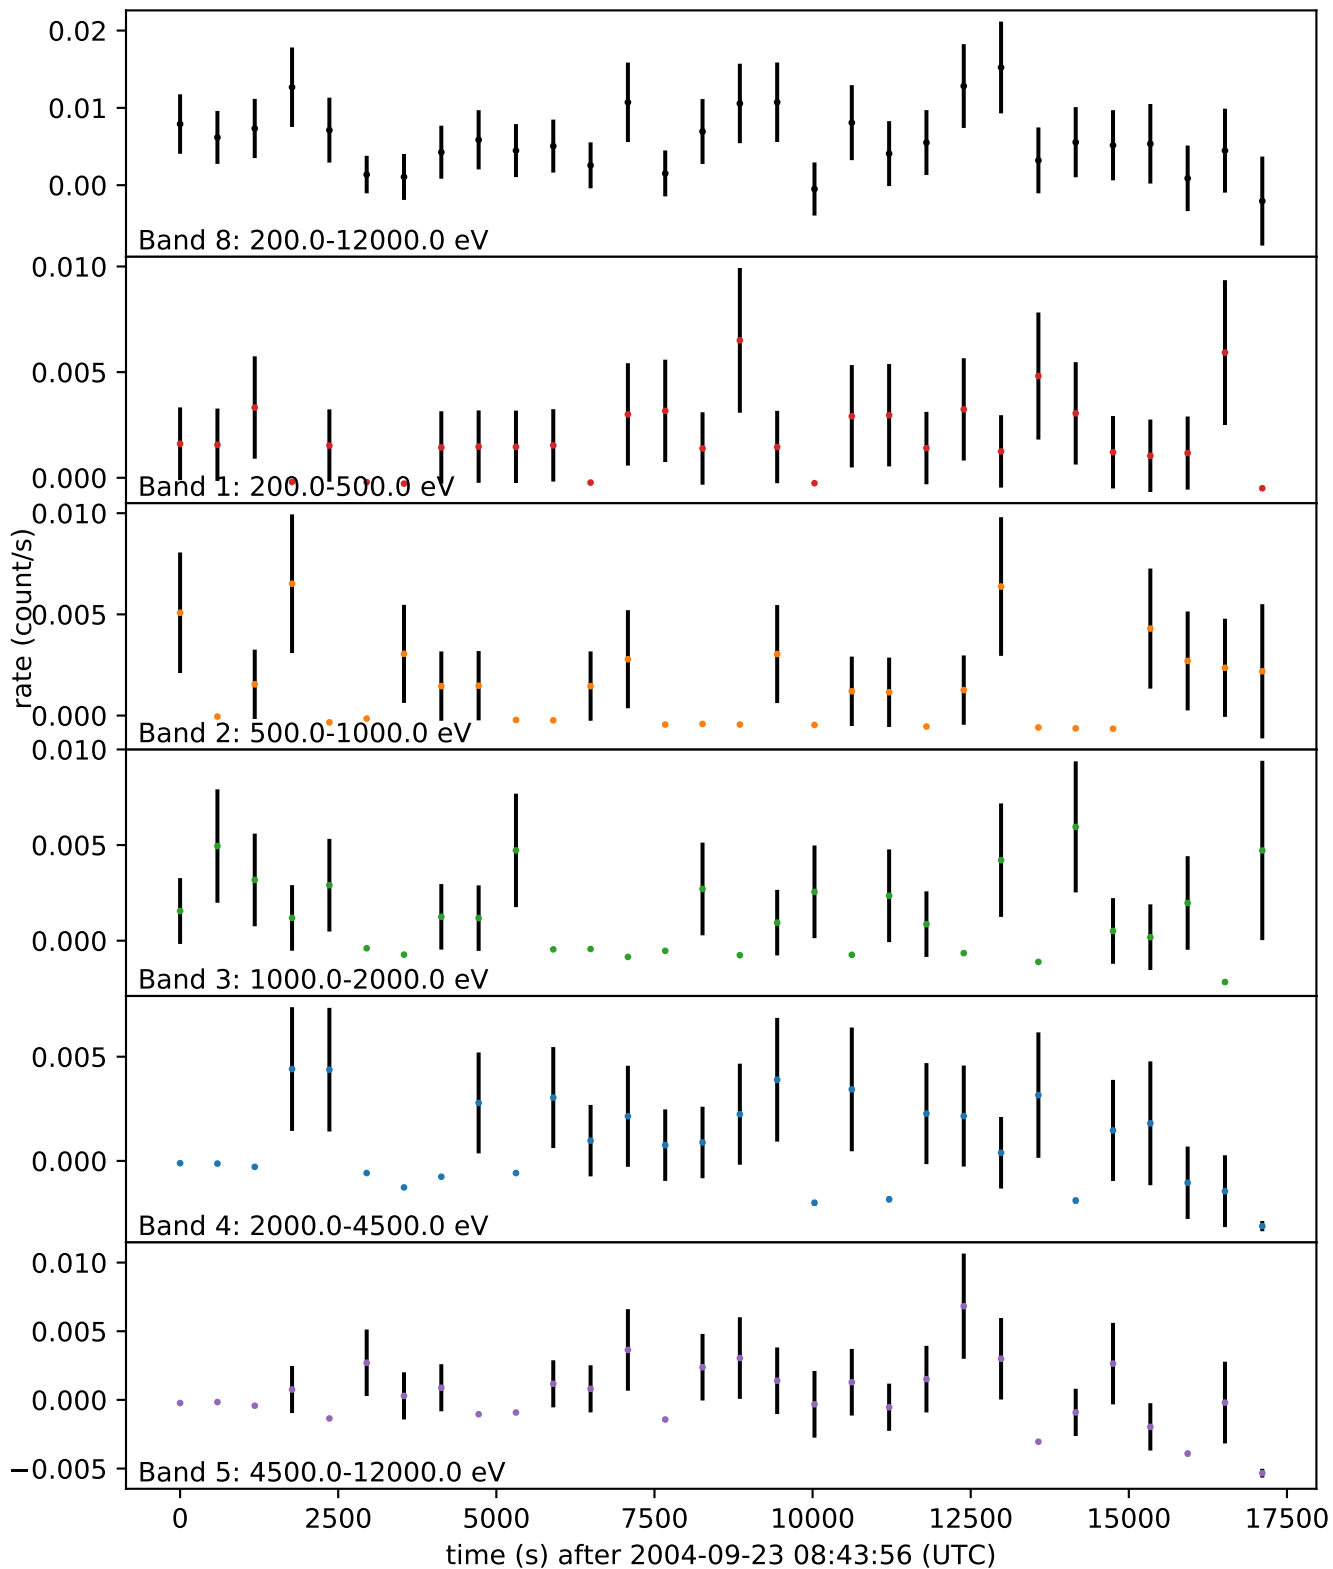 0.02
0.01
0.00
Band 8: 200.0-12000.0 eV
0.010
0.005
0.000
Band 1: 200.0-500.0 eV
0.010
0.005
0.000
Band 2: 500.0-1000.0 eV
rate (count/s)
0.010
0.005
0.000
Band 3: 1000.0-2000.0 eV
0.005
0.000
Band 4: 2000.0-4500.0 eV
0.010
0.005
0.000
−0.005
Band 5: 4500.0-12000.0 eV
0 2500 5000 7500 10000 12500 15000 17500
time (s) after 2004-09-23 08:43:56 (UTC)